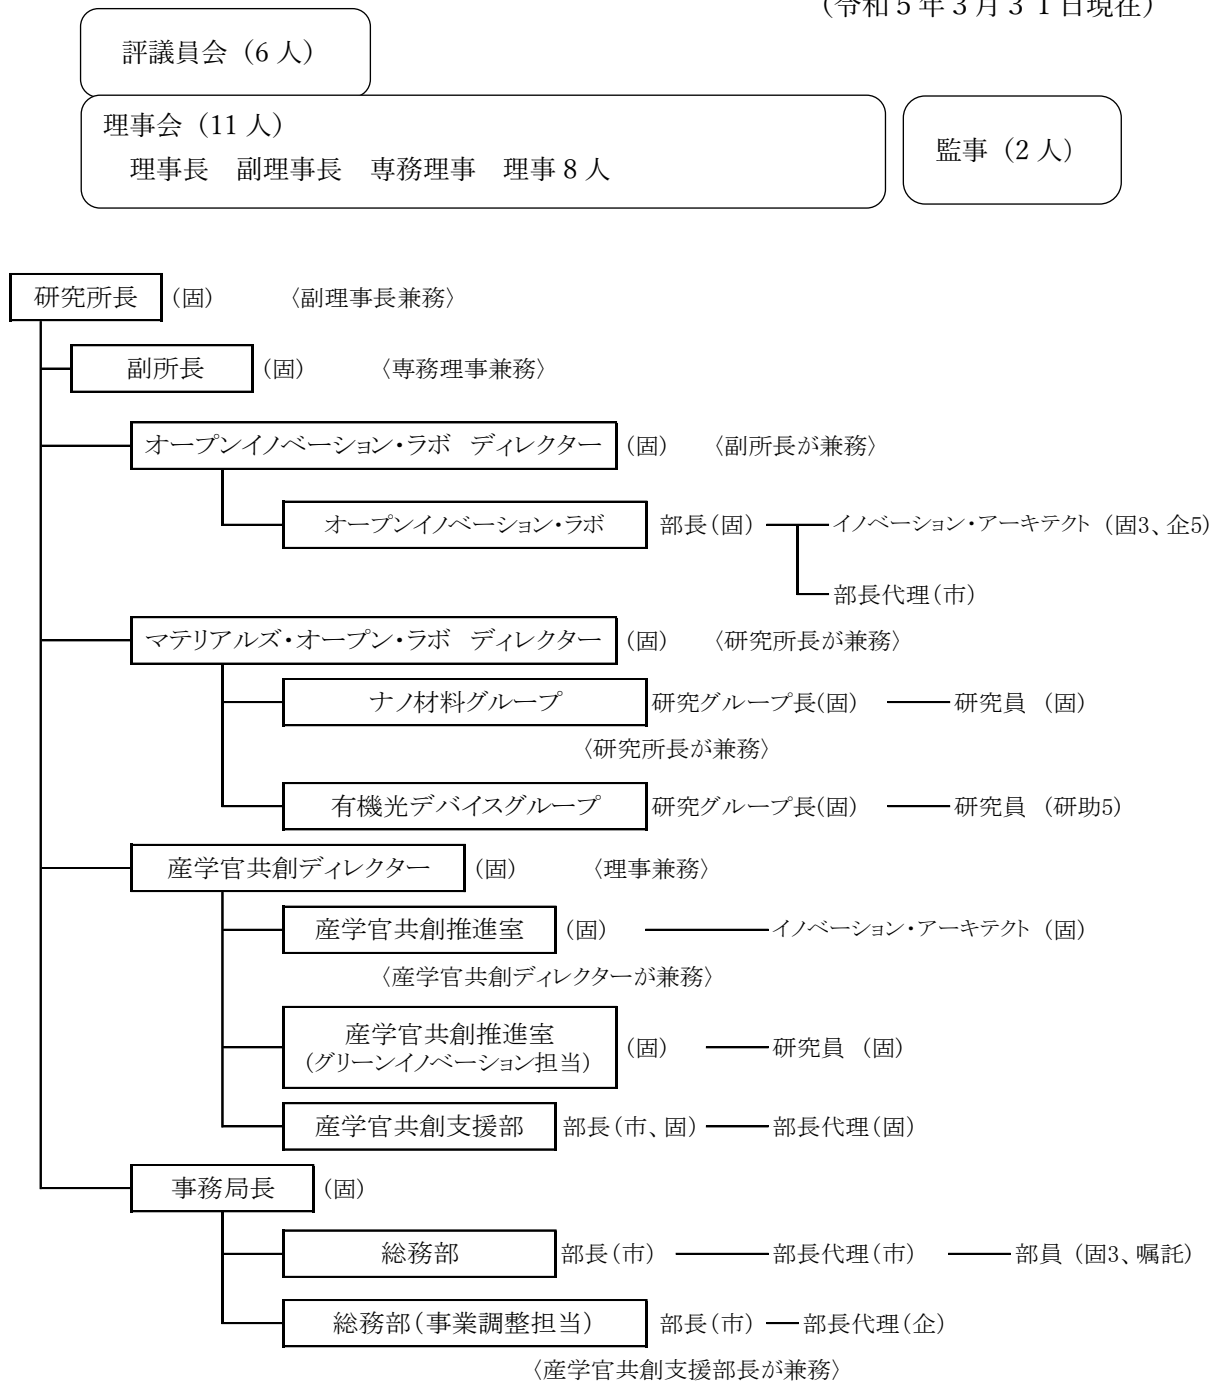 （令和５年３月３１日現在）
評議員会（6 人）
理事会（11 人）
理事長　副理事長　専務理事　理事 8 人
監事（2 人）
研究所長 （固） 〈副理事長兼務〉
副所長 （固） 〈専務理事兼務〉
オープンイノベーション・ラボ　ディレクター （固） 〈副所長が兼務〉
オープンイノベーション・ラボ 部長（固） イノベーション・アーキテクト （固3、企5）
部長代理（市）
マテリアルズ・オープン・ラボ　ディレクター （固） 〈研究所長が兼務〉
ナノ材料グループ 研究グループ長（固） 研究員 （固）
〈研究所長が兼務〉
有機光デバイスグループ 研究グループ長（固） 研究員 （研助5）
産学官共創ディレクター （固） 〈理事兼務〉
産学官共創推進室 （固） イノベーション・アーキテクト （固）
〈産学官共創ディレクターが兼務〉
産学官共創推進室
（グリーンイノベーション担当） （固） 研究員 （固）
産学官共創支援部 部長（市、固） 部長代理（固）
事務局長 （固）
総務部 部長（市） 部長代理（市） 部員 （固3、嘱託）
総務部（事業調整担当） 部長（市） 部長代理（企）
〈産学官共創支援部長が兼務〉